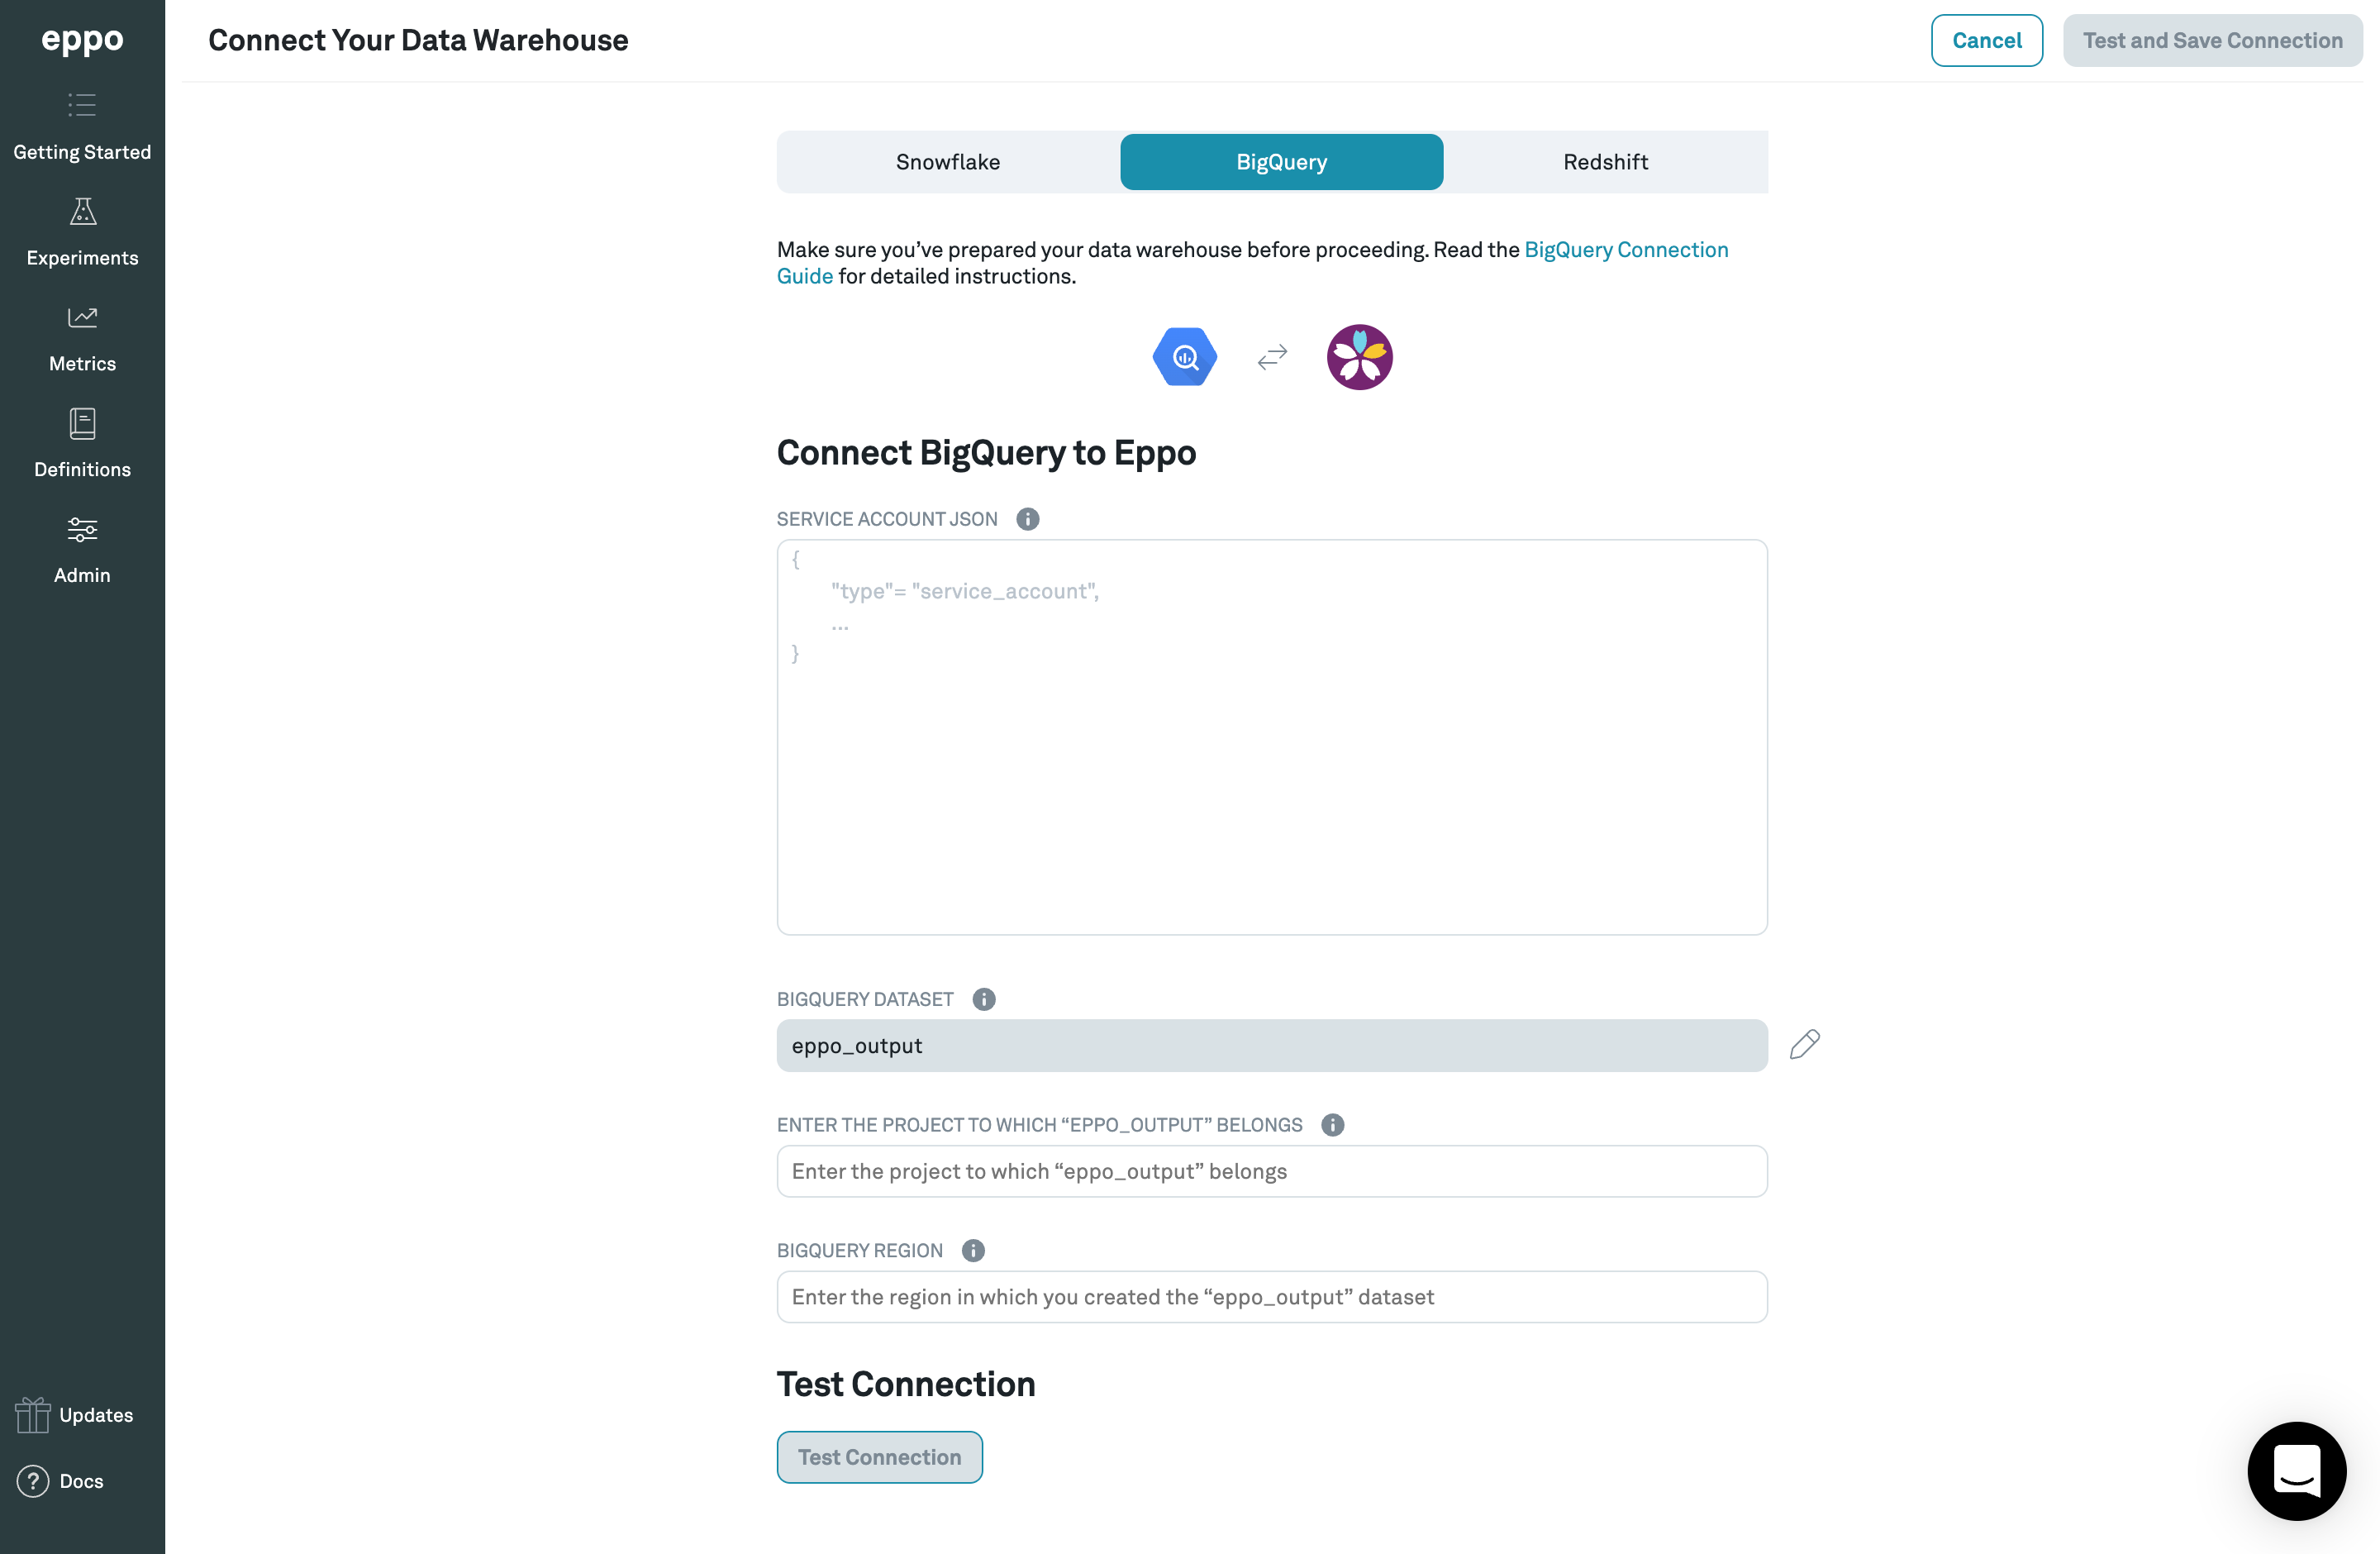 eppo
Getting Started
Experiments
Metrics
Definitions
Admin
Updates
Docs
Connect Your Data Warehouse
Cancel
Test and Save Connection
Snowflake
BigQuery
Redshift
Make sure you’ve prepared your data warehouse before proceeding. Read the BigQuery Connection
Guide for detailed instructions.
Connect BigQuery to Eppo
SERVICE ACCOUNT JSON
{
"type"= "service_account",
...
}
BIGQUERY DATASET
eppo_output
ENTER THE PROJECT TO WHICH “EPPO_OUTPUT” BELONGS
Enter the project to which “eppo_output” belongs
BIGQUERY REGION
Enter the region in which you created the “eppo_output” dataset
Test Connection
Test Connection